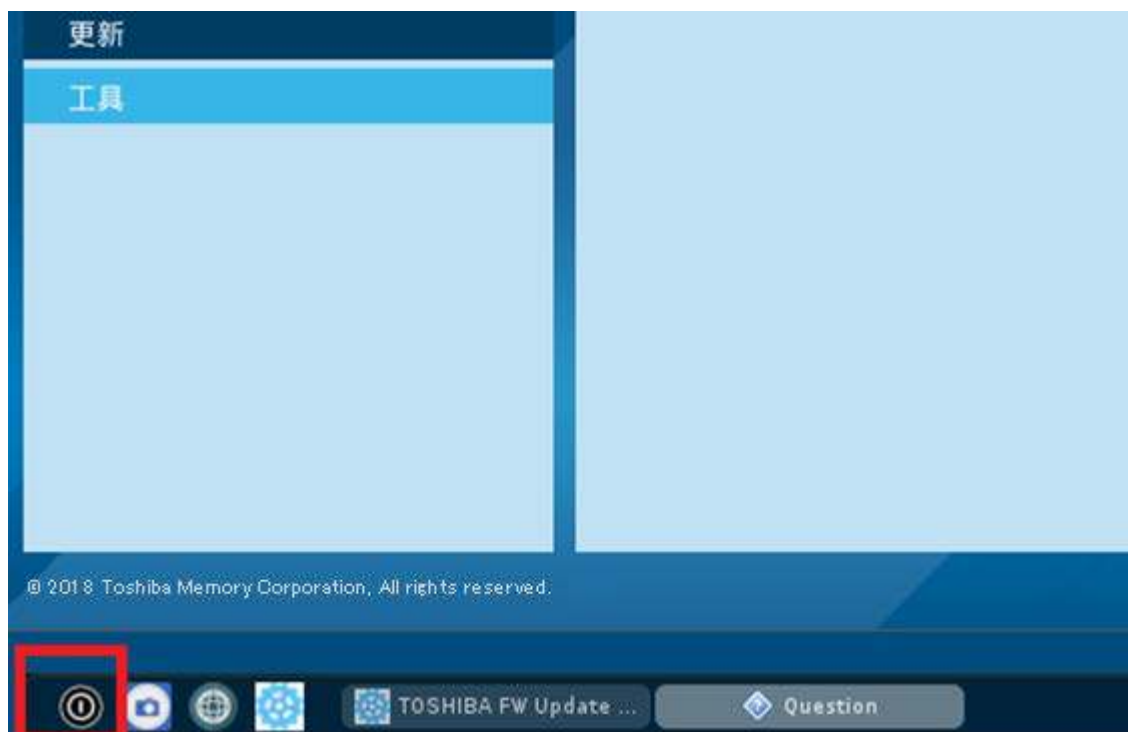 更新
工具
© 2018 Toshiba Memory Corporation, All rights reserved.
TOSHIBA FW Update ...
Question